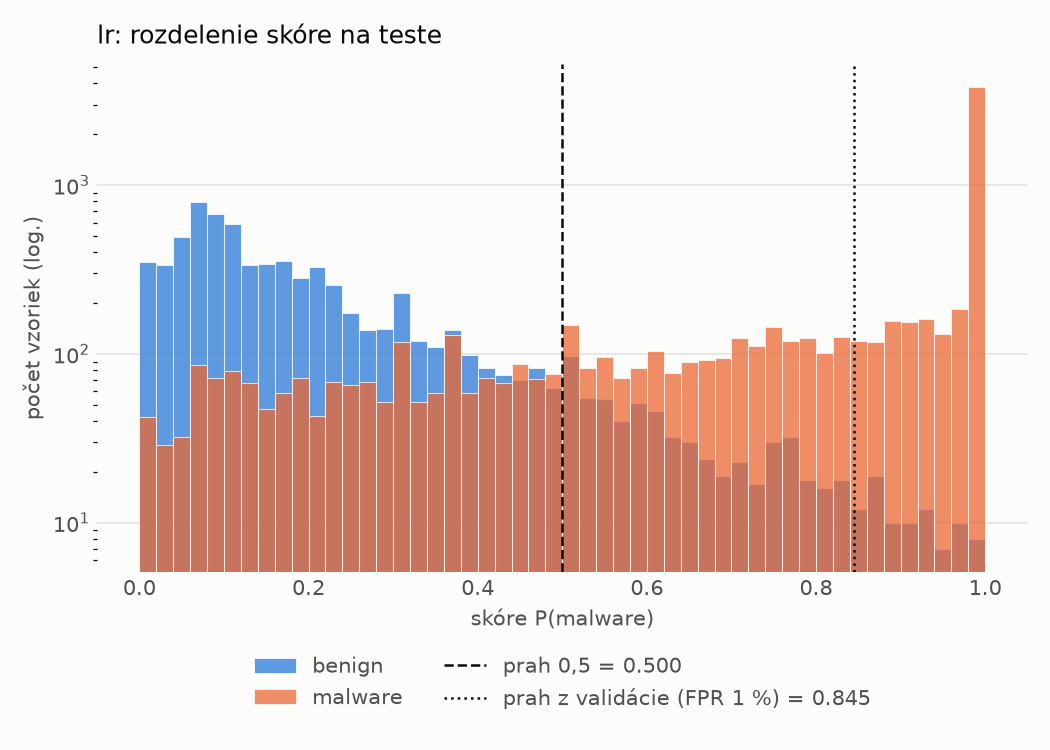 lr: rozdelenie skóre na teste
počet vzoriek (log.)
10³
10²
10¹
0.0 0.2 0.4 0.6 0.8 1.0
skóre P(malware)
benign
malware
prah 0,5 = 0.500
prah z validácie (FPR 1 %) = 0.845